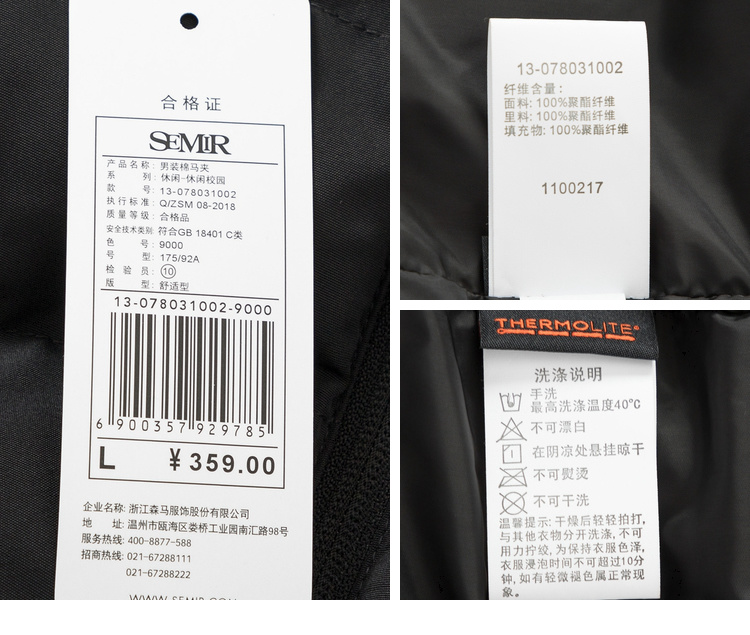 合格证
SEMIR
产品名称: 男装棉马夹
系 列: 休闲-休闲校园
款 号: 13-078031002
执行标准: Q/ZSM 08-2018
质量等级: 合格品
安全技术类别: 符合GB 18401 C类
色 号: 9000
号 型: 175/92A
检 验 员: 10
版 型: 舒适型
13-078031002-9000
6 900357 929785
L ¥359.00
企业名称: 浙江森马服饰股份有限公司
地 址: 温州市瓯海区娄桥工业园南汇路98号
服务热线: 400-8877-588
招商热线: 021-67288111
021-67288222
WWW.SEMIR.COM
13-078031002
纤维含量:
面料: 100%聚酯纤维
里料: 100%聚酯纤维
填充物: 100%聚酯纤维
1100217
THERMOLITE®
洗涤说明
手洗
最高洗涤温度40℃
不可漂白
在阴凉处悬挂晾干
不可熨烫
不可干洗
温馨提示: 干燥后轻轻拍打,
与其他衣物分开洗涤, 不可
用力拧绞, 为保持衣服色泽,
衣服浸泡时间不可超过10分
钟, 如有轻微褪色属正常现
象。